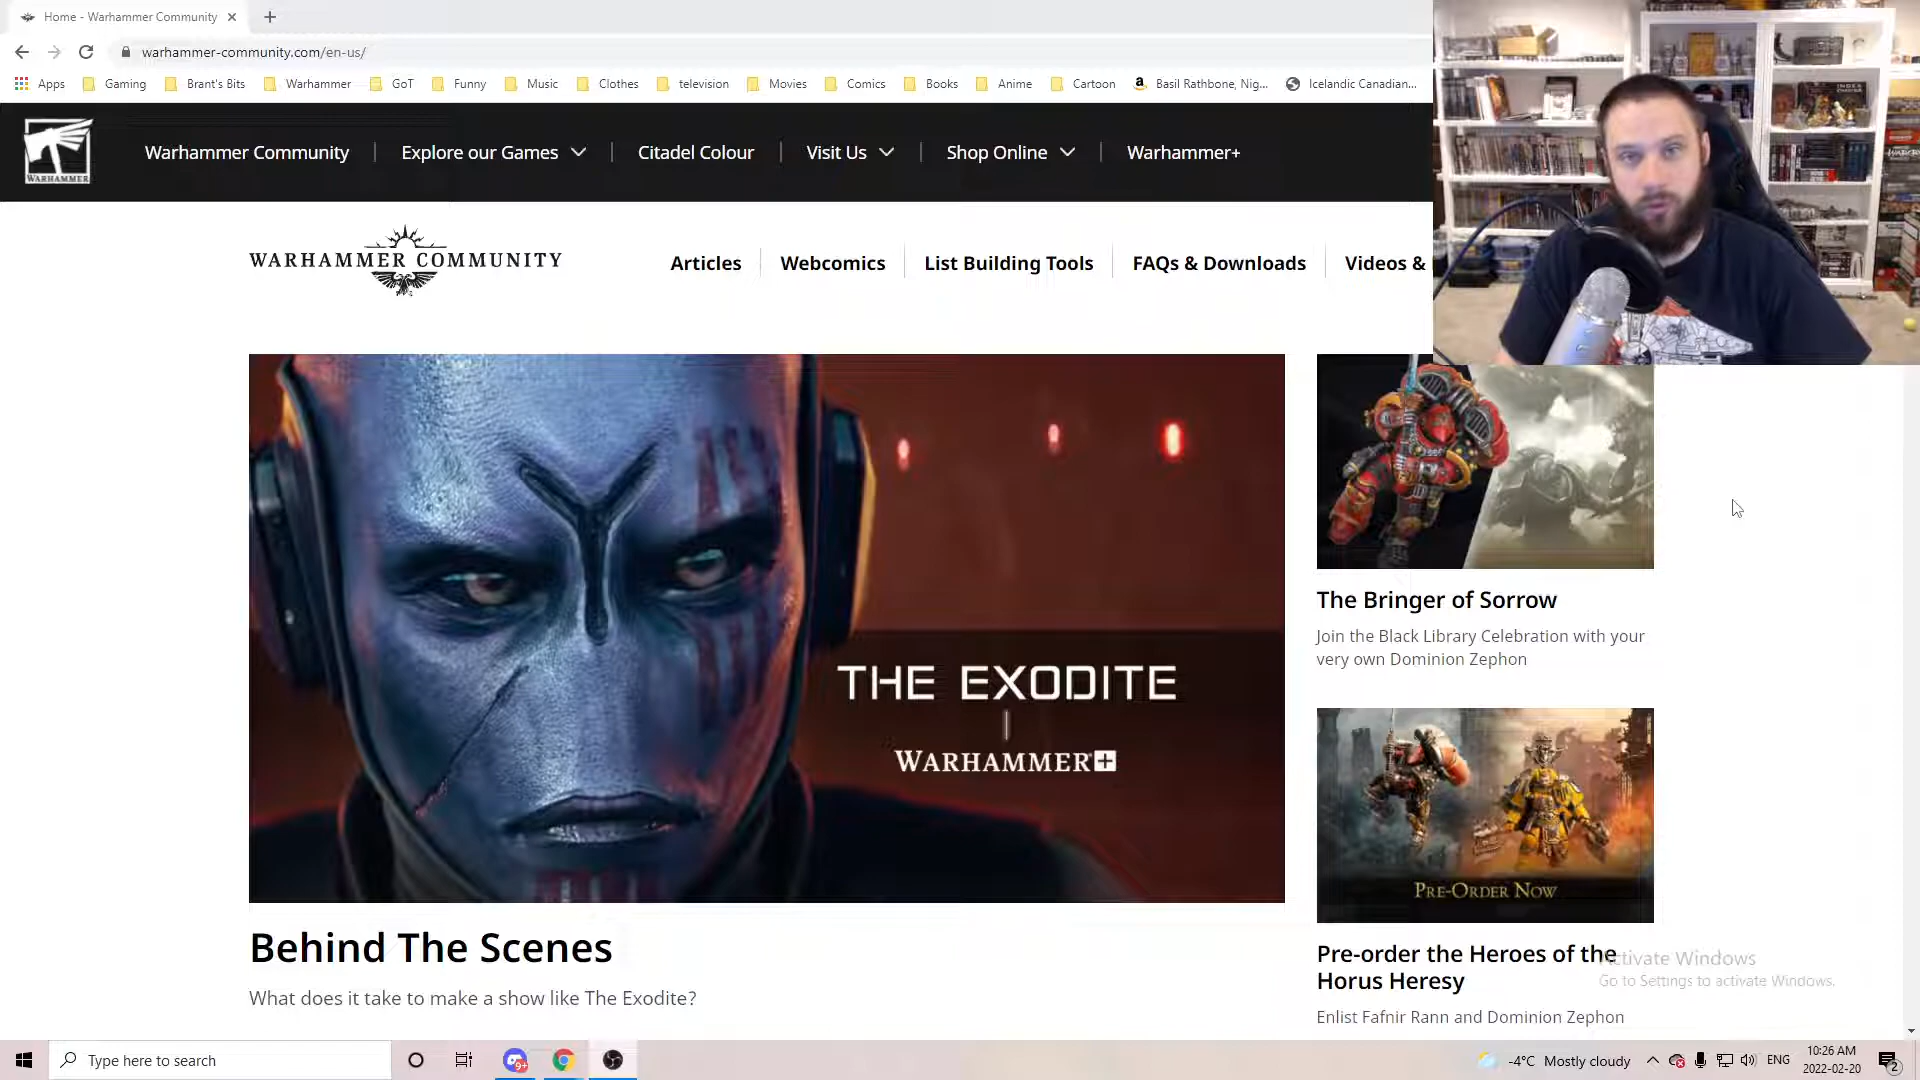 Home - Warhammer Community
warhammer-community.com/en-us/
Apps Gaming Brant's Bits Warhammer GoT Funny Music Clothes television Movies Comics Books Anime Cartoon Basil Rathbone, Nig... Icelandic Canadian...
WARHAMMER
Warhammer Community Explore our Games Citadel Colour Visit Us Shop Online Warhammer+
WARHAMMER COMMUNITY
Articles Webcomics List Building Tools FAQs & Downloads Videos &
THE EXODITE
WARHAMMER+
The Bringer of Sorrow
Join the Black Library Celebration with your
very own Dominion Zephon
PRE-ORDER NOW
Behind The Scenes
What does it take to make a show like The Exodite?
Pre-order the Heroes of the
Horus Heresy
Enlist Fafnir Rann and Dominion Zephon
Activate Windows
Go to Settings to activate Windows.
Type here to search
9+
-4°C Mostly cloudy
ENG
10:26 AM
2022-02-20
2